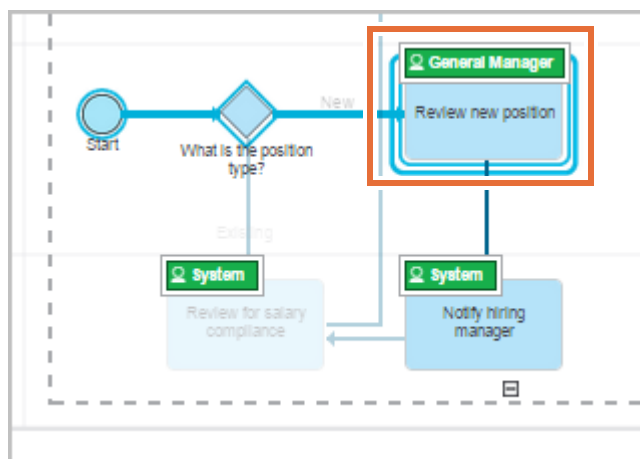 General Manager
New
Review new position
Start
What is the position
type?
Existing
System
System
Review for salary
compliance
Notify hiring
manager